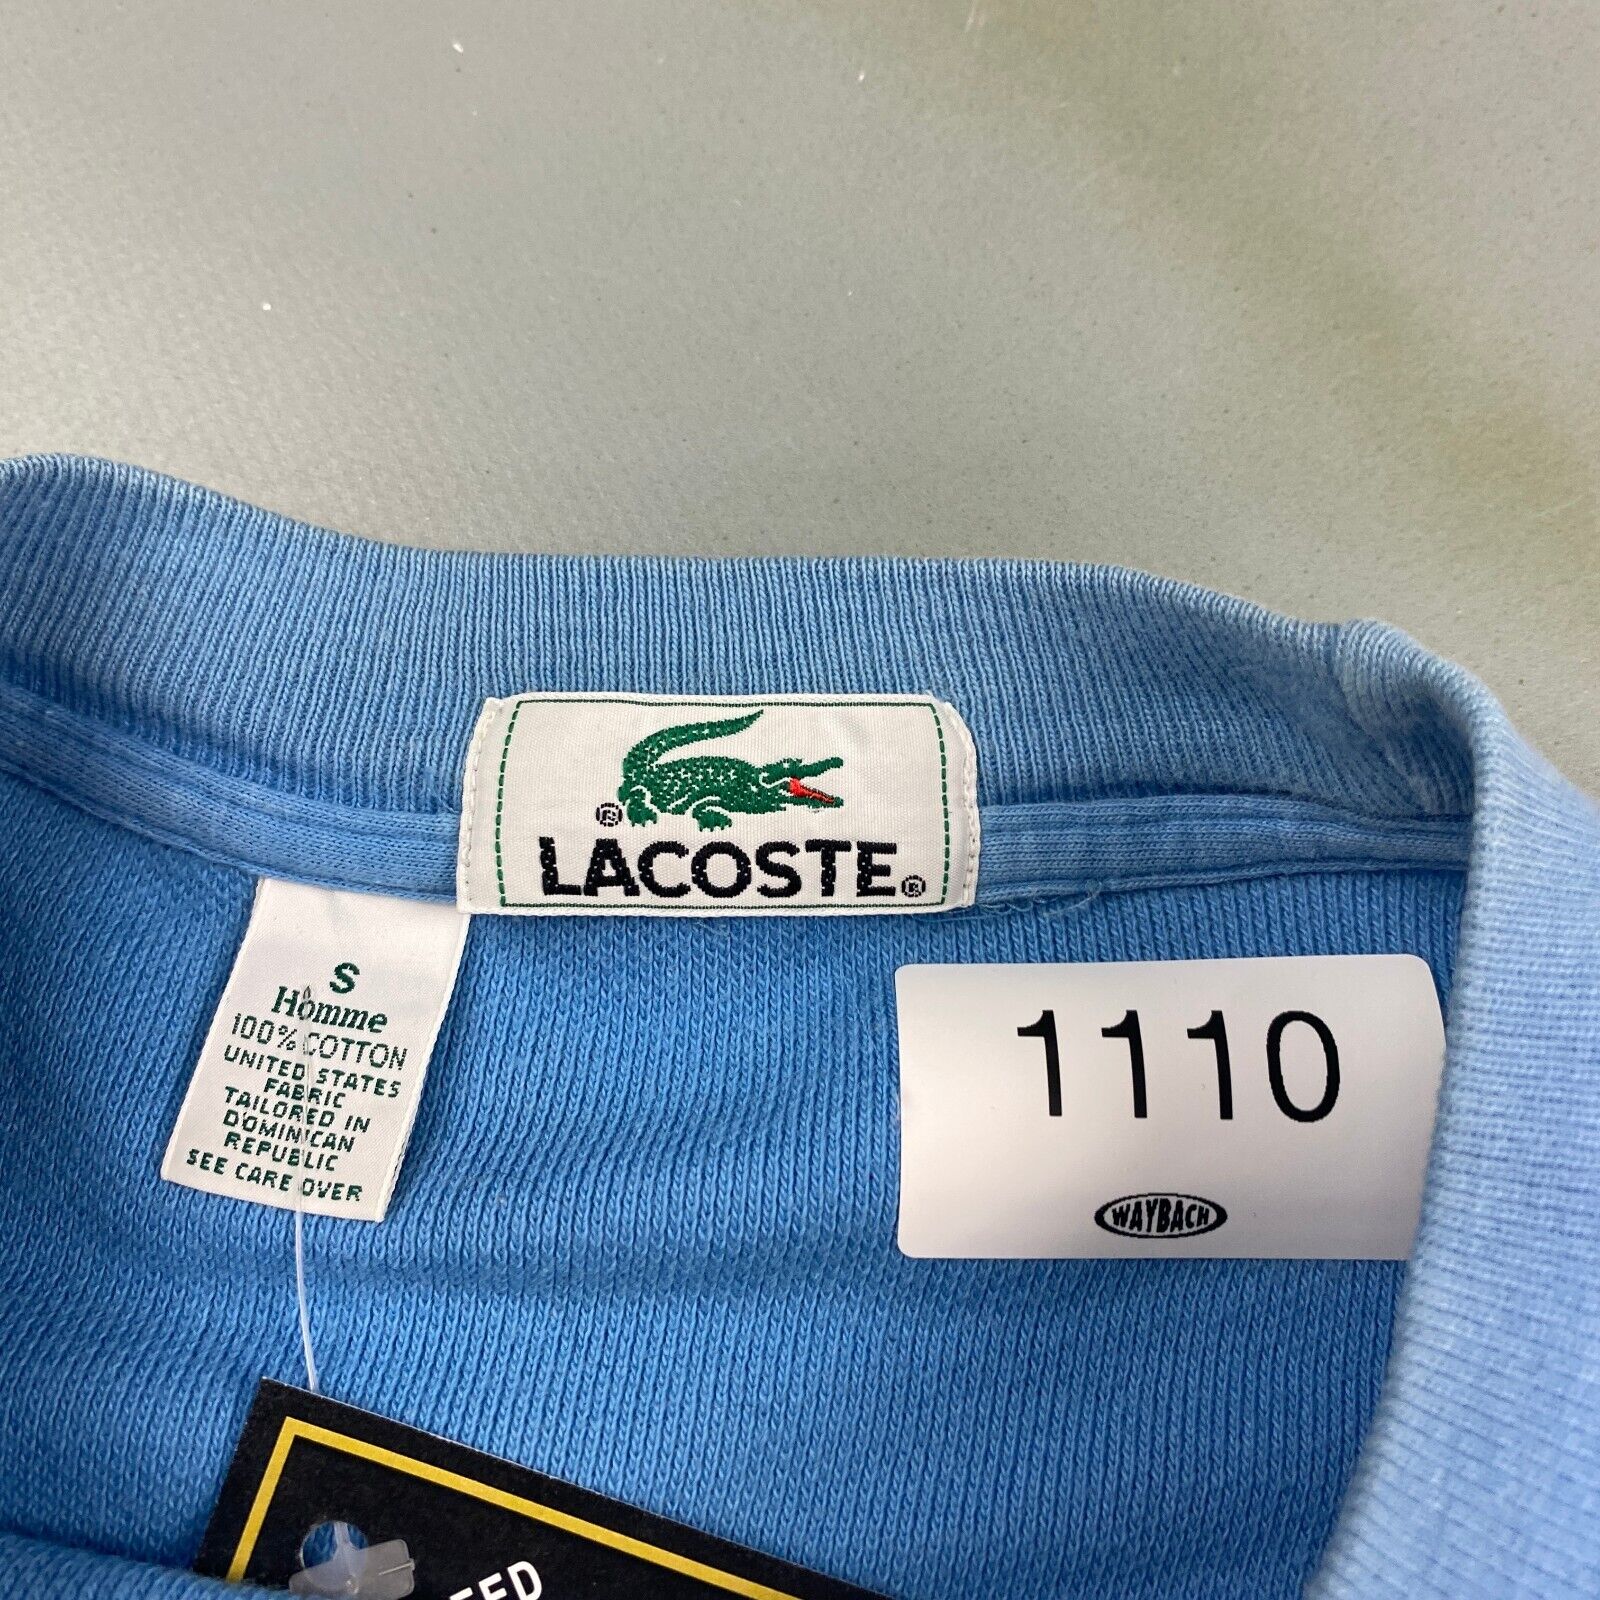 ®
LACOSTE®
S
Homme
100% COTTON
UNITED STATES
FABRIC
TAILORED IN
DOMINICAN
REPUBLIC
SEE CARE OVER
1110
WAYBACH